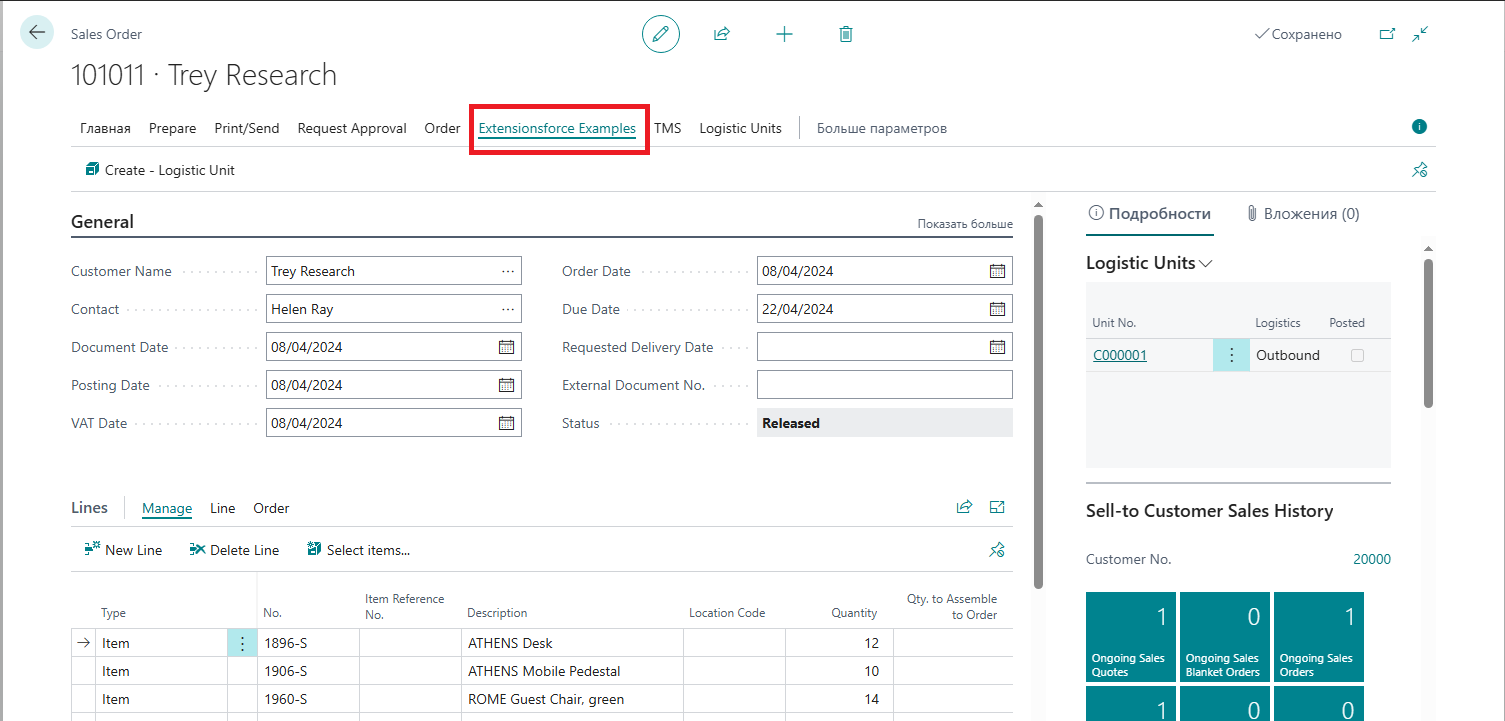 Sales Order
Сохранено
101011 · Trey Research
Главная Prepare Print/Send Request Approval Order Extensionsforce Examples TMS Logistic Units Больше параметров
Create - Logistic Unit
General
Показать больше
Customer Name Trey Research
Contact Helen Ray
Document Date 08/04/2024
Posting Date 08/04/2024
VAT Date 08/04/2024
Order Date 08/04/2024
Due Date 22/04/2024
Requested Delivery Date
External Document No.
Status Released
Lines Manage Line Order
New Line Delete Line Select items...
Type No. Item Reference No. Description Location Code Quantity Qty. to Assemble to Order
Item 1896-S ATHENS Desk 12
Item 1906-S ATHENS Mobile Pedestal 10
Item 1960-S ROME Guest Chair, green 14
Подробности Вложения (0)
Logistic Units
Unit No. Logistics Posted
C000001 Outbound
Sell-to Customer Sales History
Customer No. 20000
1 0 1
Ongoing Sales Quotes Ongoing Sales Blanket Orders Ongoing Sales Orders
1 0 0